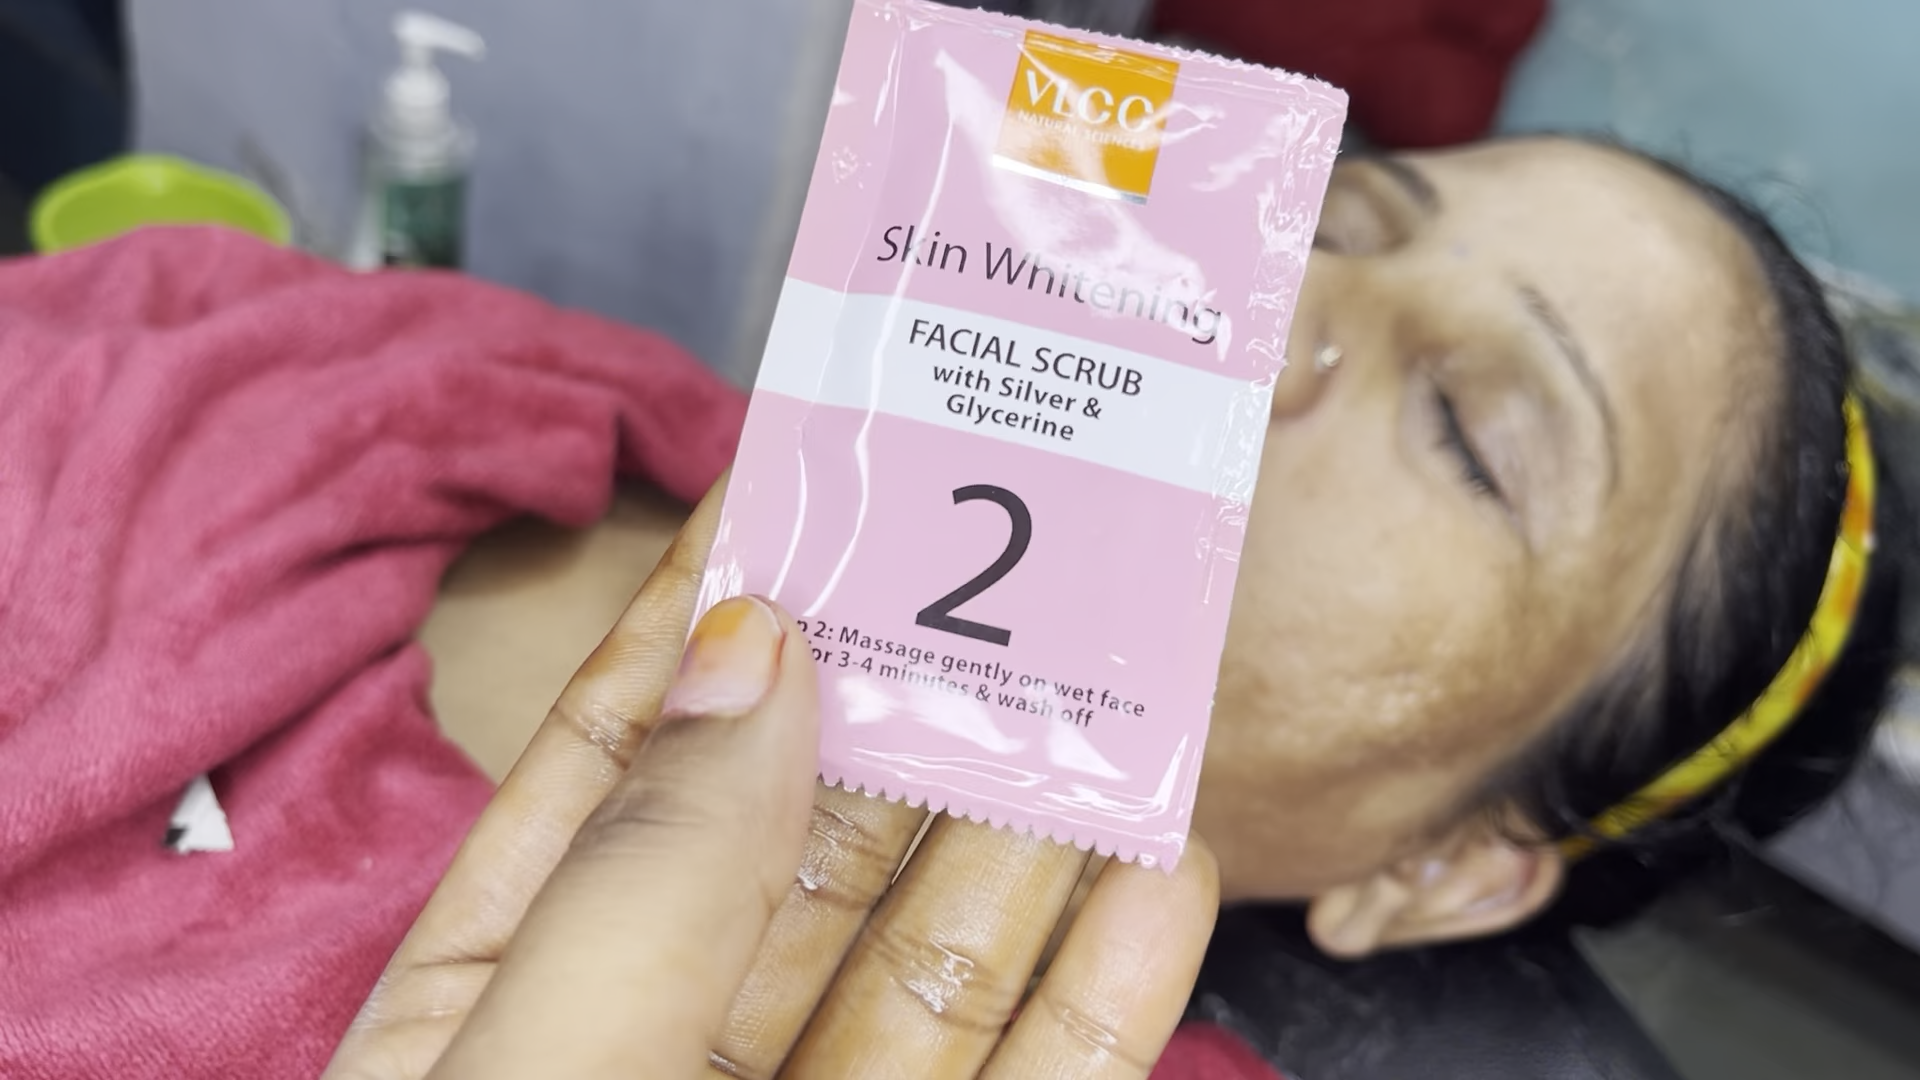 VLCC
NATURAL SCIENCES
Skin Whitening
FACIAL SCRUB
with Silver &
Glycerine
2
2: Massage gently on wet face
for 3-4 minutes & wash off